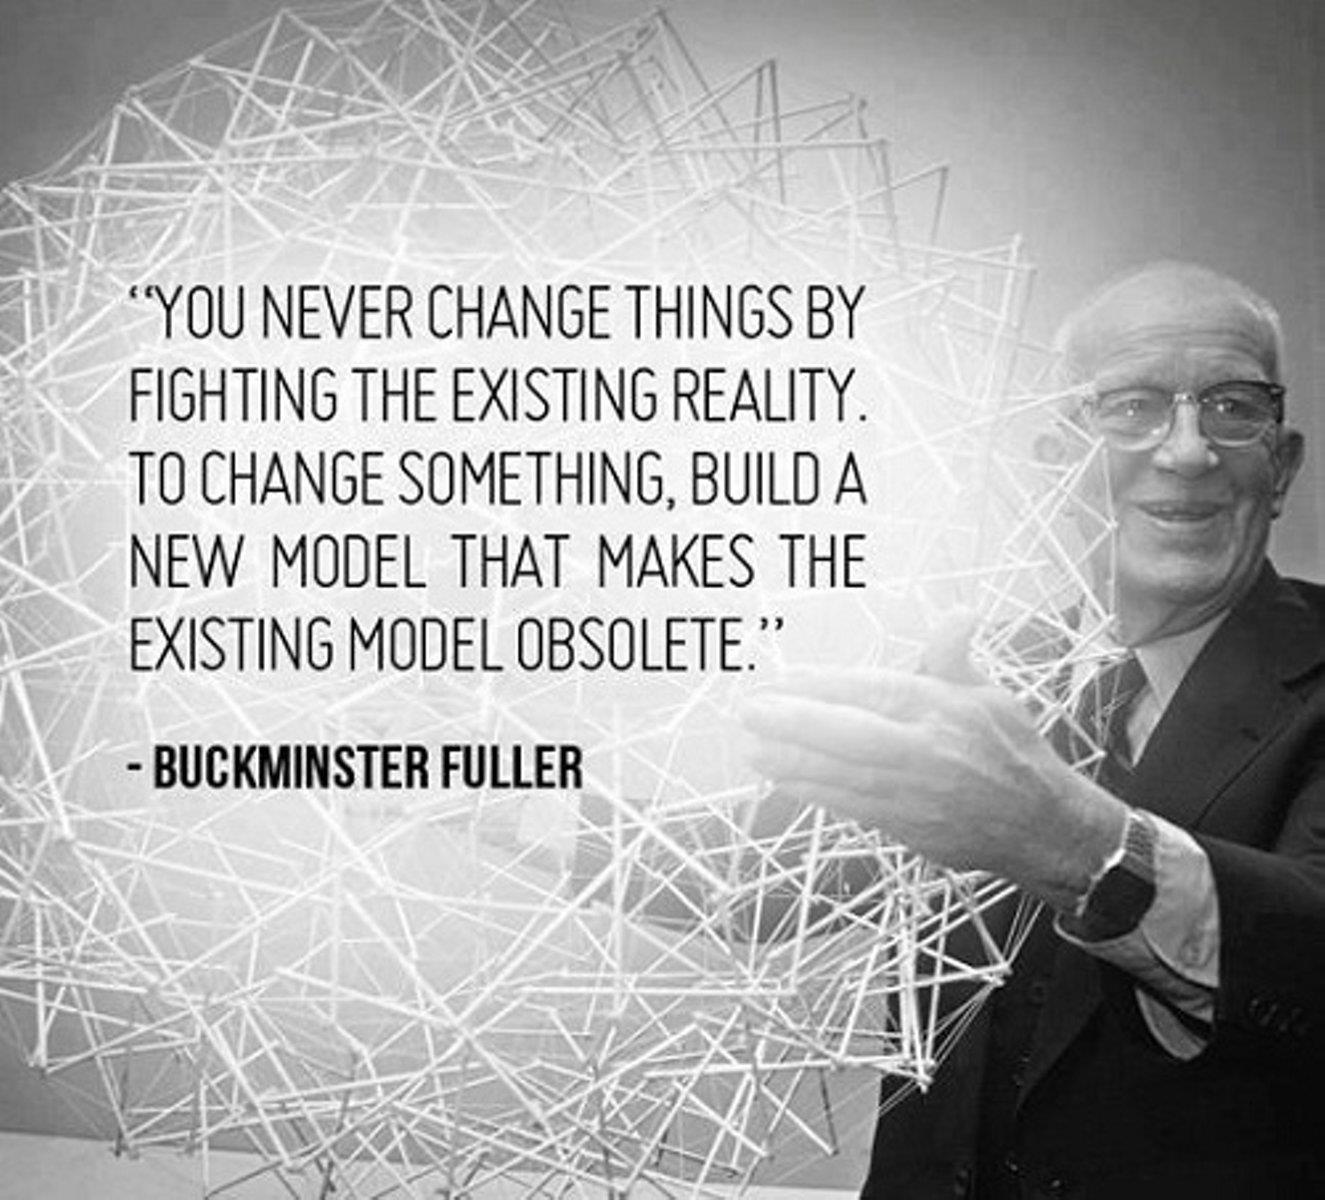 “YOU NEVER CHANGE THINGS BY
FIGHTING THE EXISTING REALITY.
TO CHANGE SOMETHING, BUILD A
NEW MODEL THAT MAKES THE
EXISTING MODEL OBSOLETE.”
- BUCKMINSTER FULLER